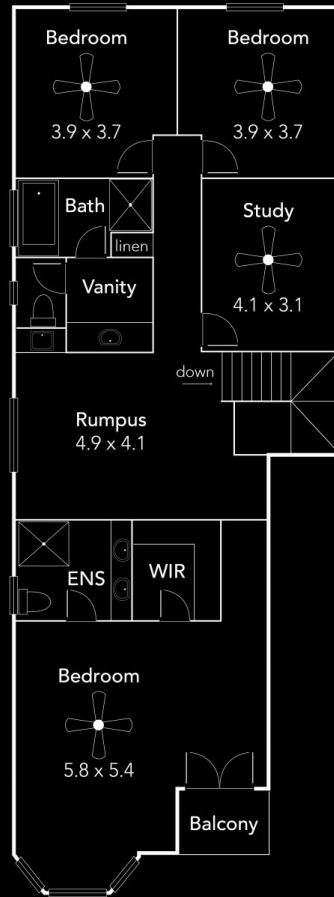 Bedroom
3.9 x 3.7
Bedroom
3.9 x 3.7
Bath
linen
Study
4.1 x 3.1
Vanity
down
Rumpus
4.9 x 4.1
ENS
WIR
Bedroom
5.8 x 5.4
Balcony